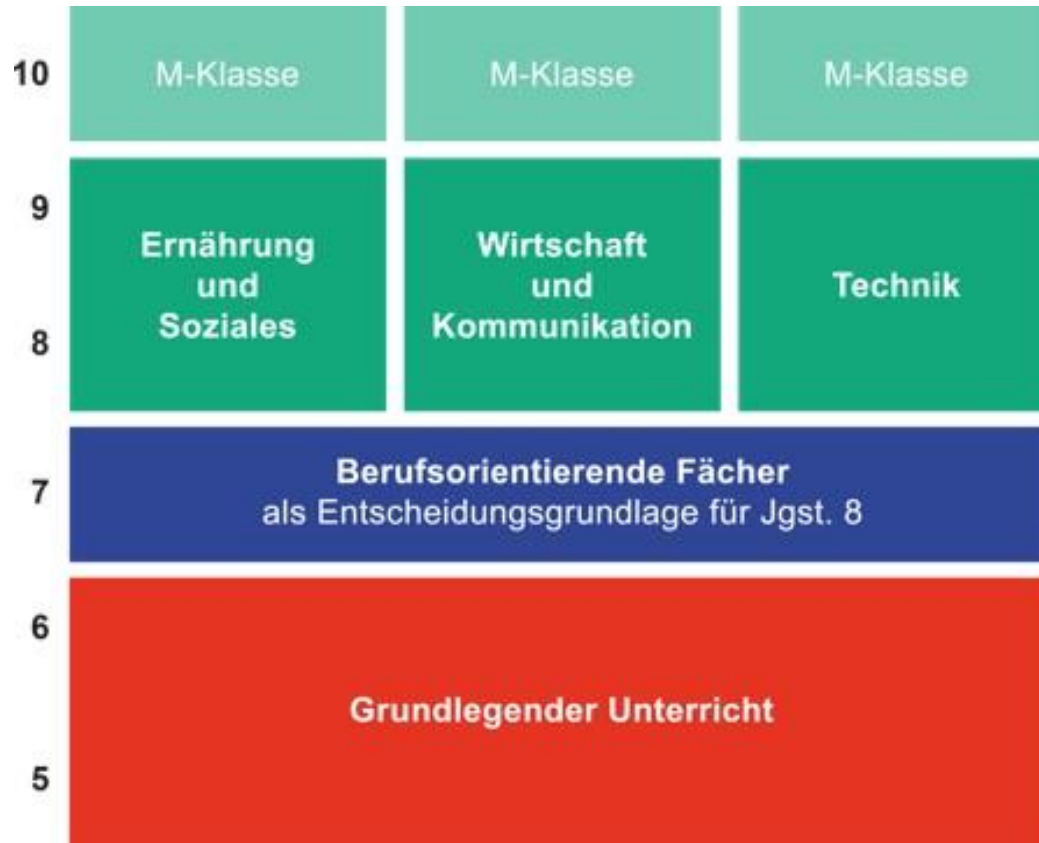 10
M-Klasse
M-Klasse
M-Klasse
9
8
Ernährung
und
Soziales
Wirtschaft
und
Kommunikation
Technik
7
Berufsorientierende Fächer
als Entscheidungsgrundlage für Jgst. 8
6
Grundlegender Unterricht
5